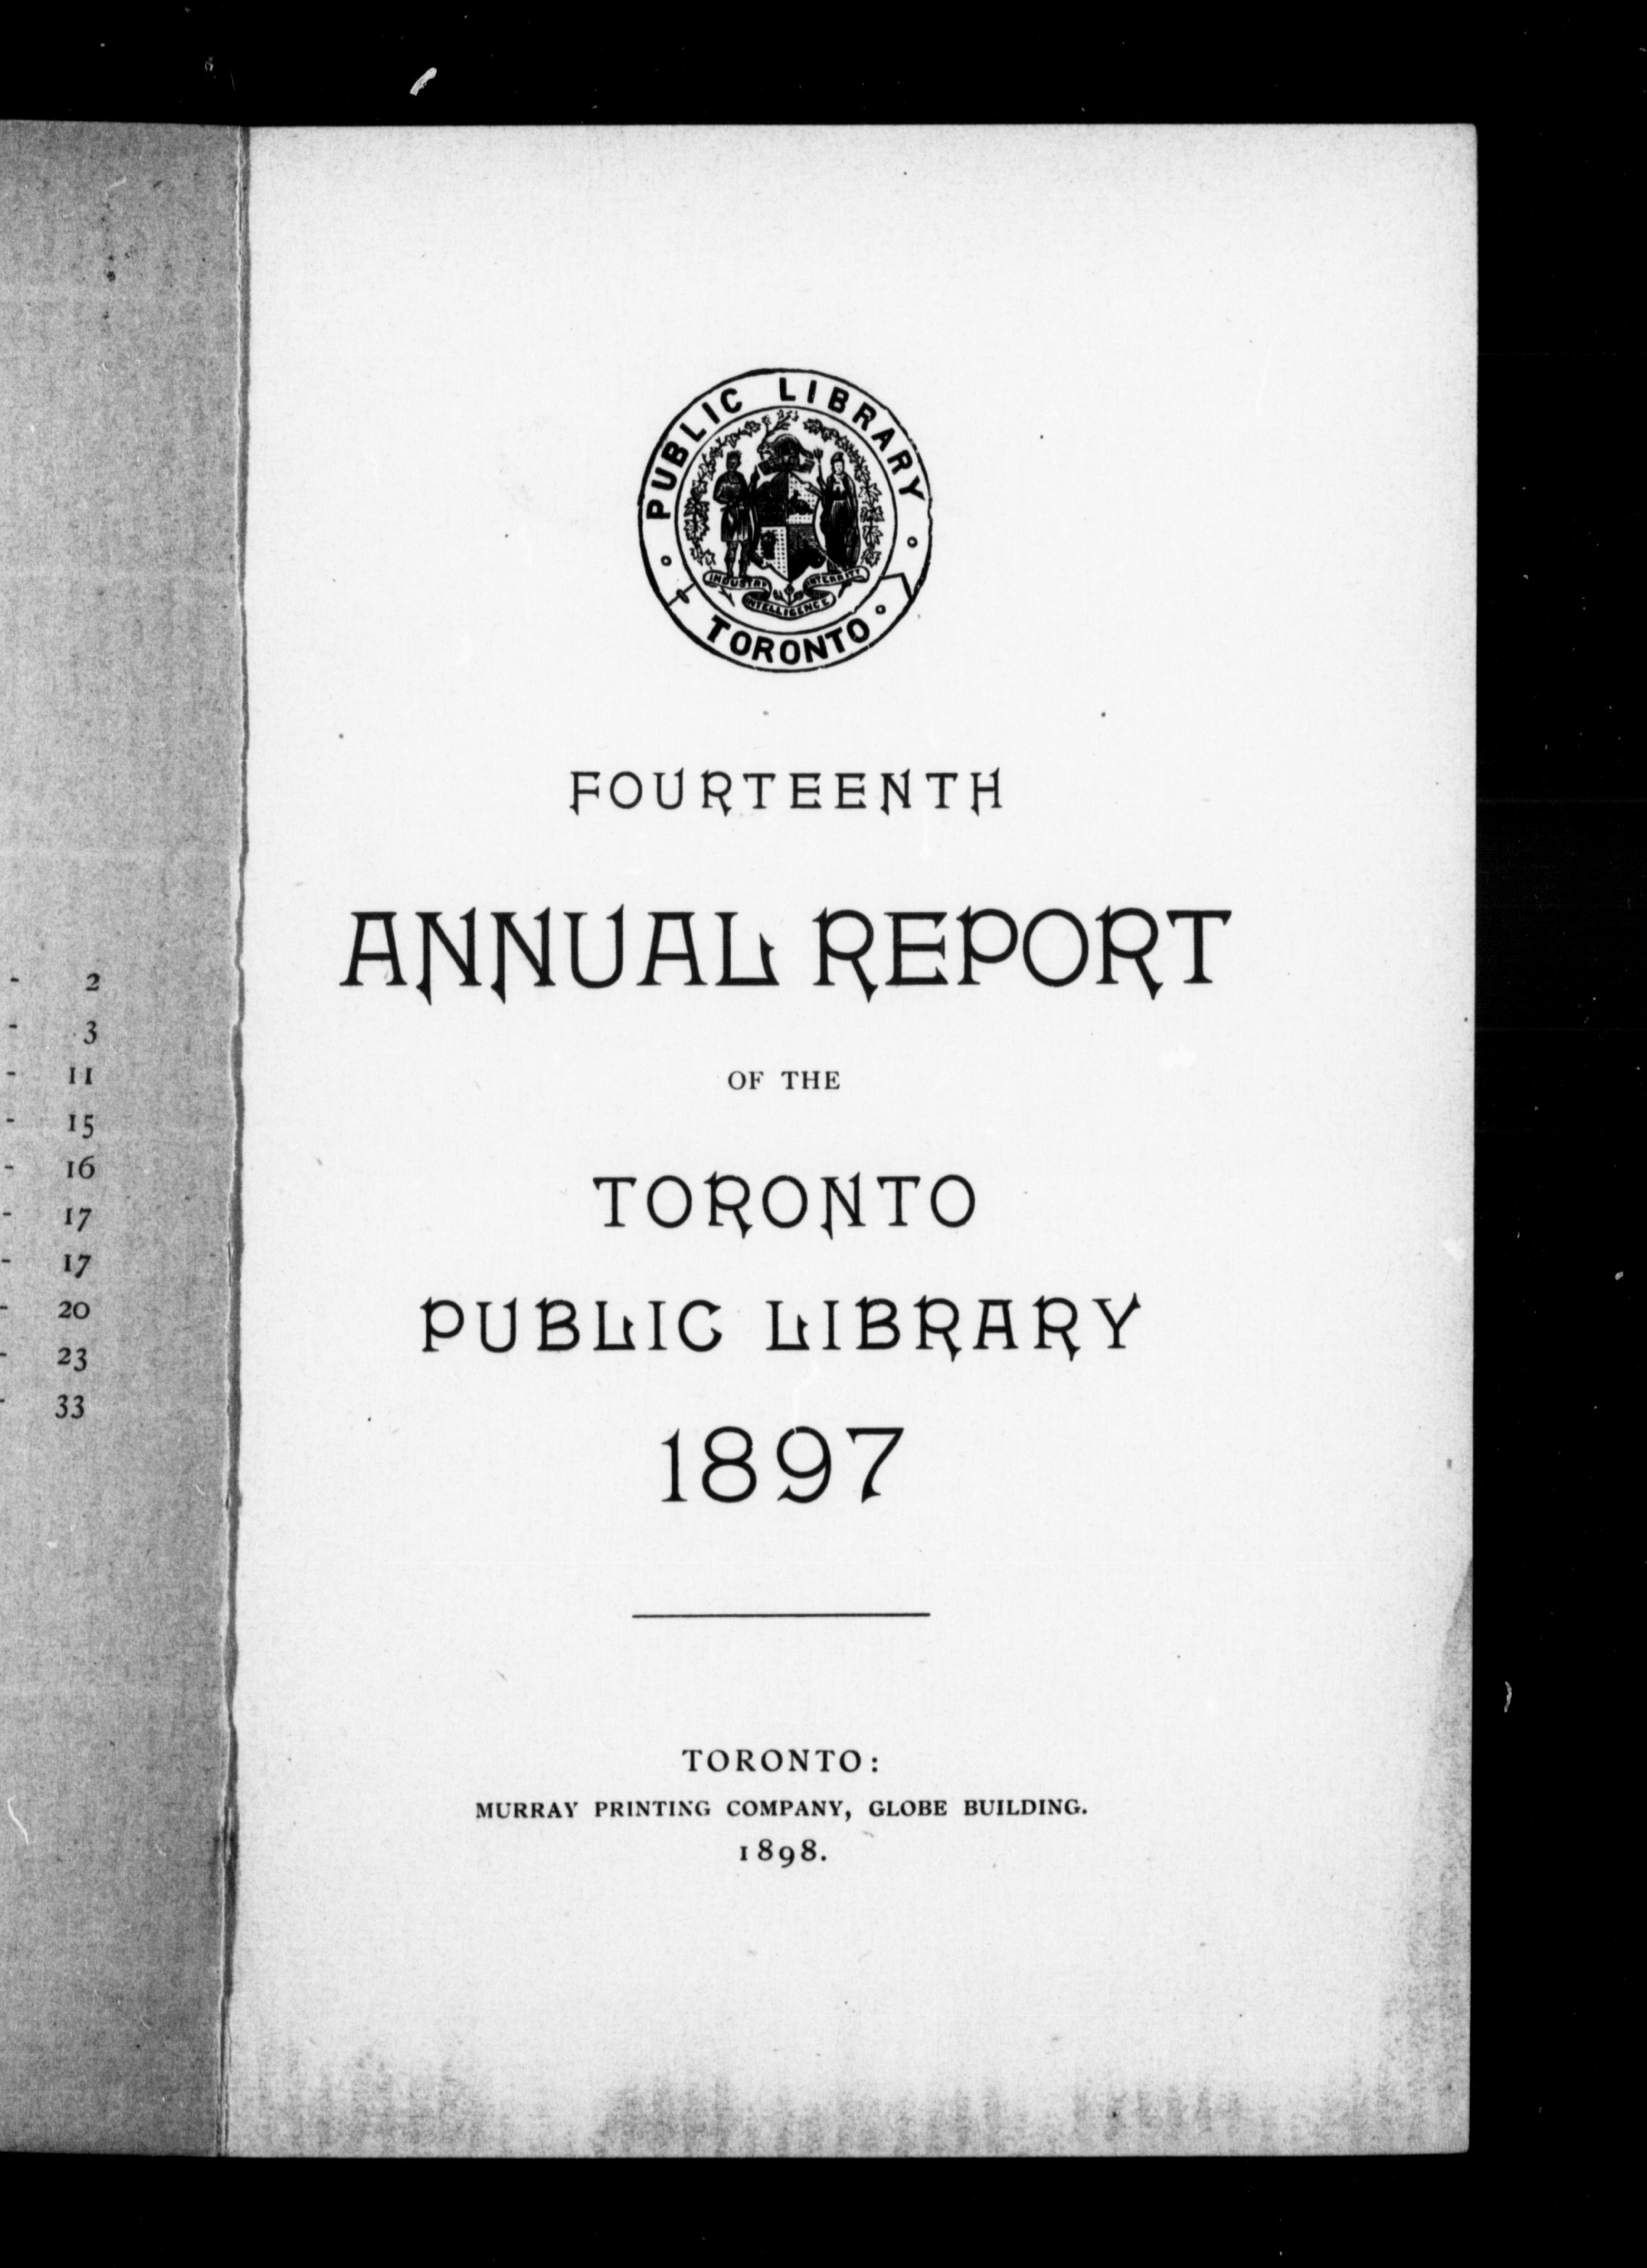 - 2
- 3
- 11
- 15
- 16
- 17
- 17
- 20
- 23
- 33
PUBLIC LIBRARY
INDUSTRY
INTEGRITY
INTELLIGENCE
TORONTO
FOURTEENTH
ANNUAL REPORT
OF THE
TORONTO
PUBLIC LIBRARY
1897
TORONTO:
MURRAY PRINTING COMPANY, GLOBE BUILDING.
1898.